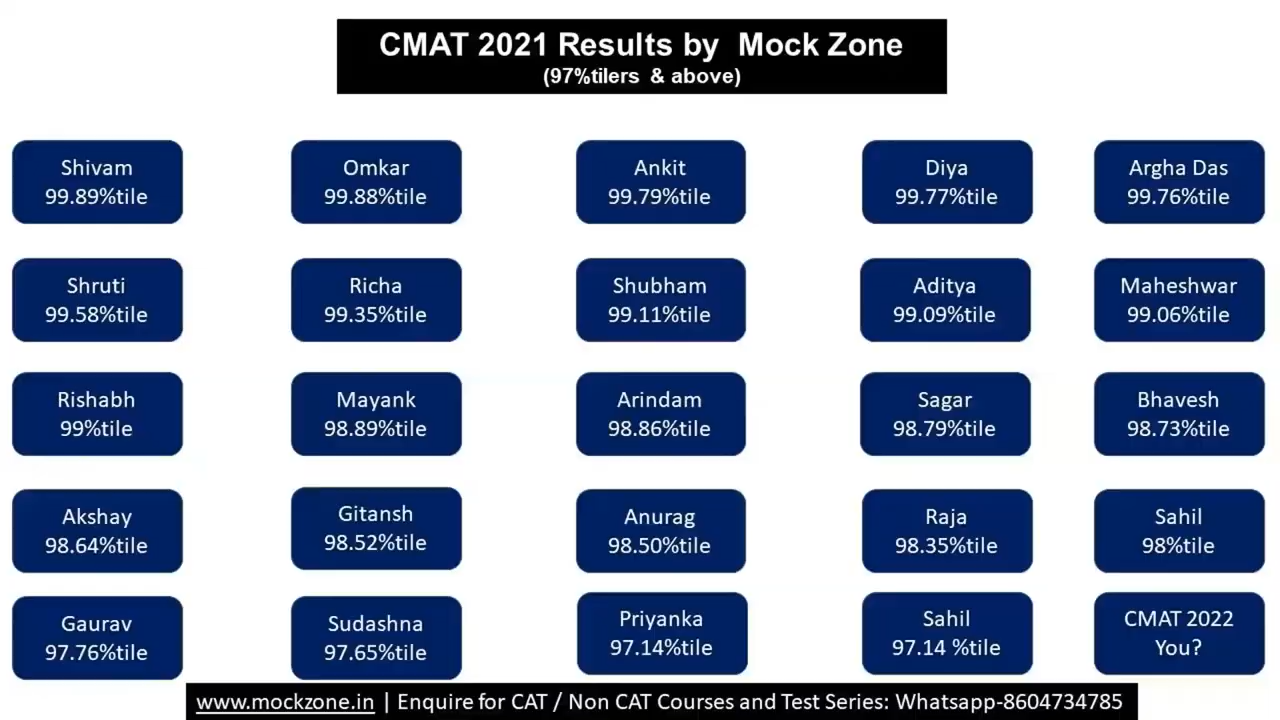 CMAT 2021 Results by Mock Zone
(97%tilers & above)
Shivam
99.89%tile
Omkar
99.88%tile
Ankit
99.79%tile
Diya
99.77%tile
Argha Das
99.76%tile
Shruti
99.58%tile
Richa
99.35%tile
Shubham
99.11%tile
Aditya
99.09%tile
Maheshwar
99.06%tile
Rishabh
99%tile
Mayank
98.89%tile
Arindam
98.86%tile
Sagar
98.79%tile
Bhavesh
98.73%tile
Akshay
98.64%tile
Gitansh
98.52%tile
Anurag
98.50%tile
Raja
98.35%tile
Sahil
98%tile
Gaurav
97.76%tile
Sudashna
97.65%tile
Priyanka
97.14%tile
Sahil
97.14 %tile
CMAT 2022
You?
www.mockzone.in | Enquire for CAT / Non CAT Courses and Test Series: Whatsapp-8604734785